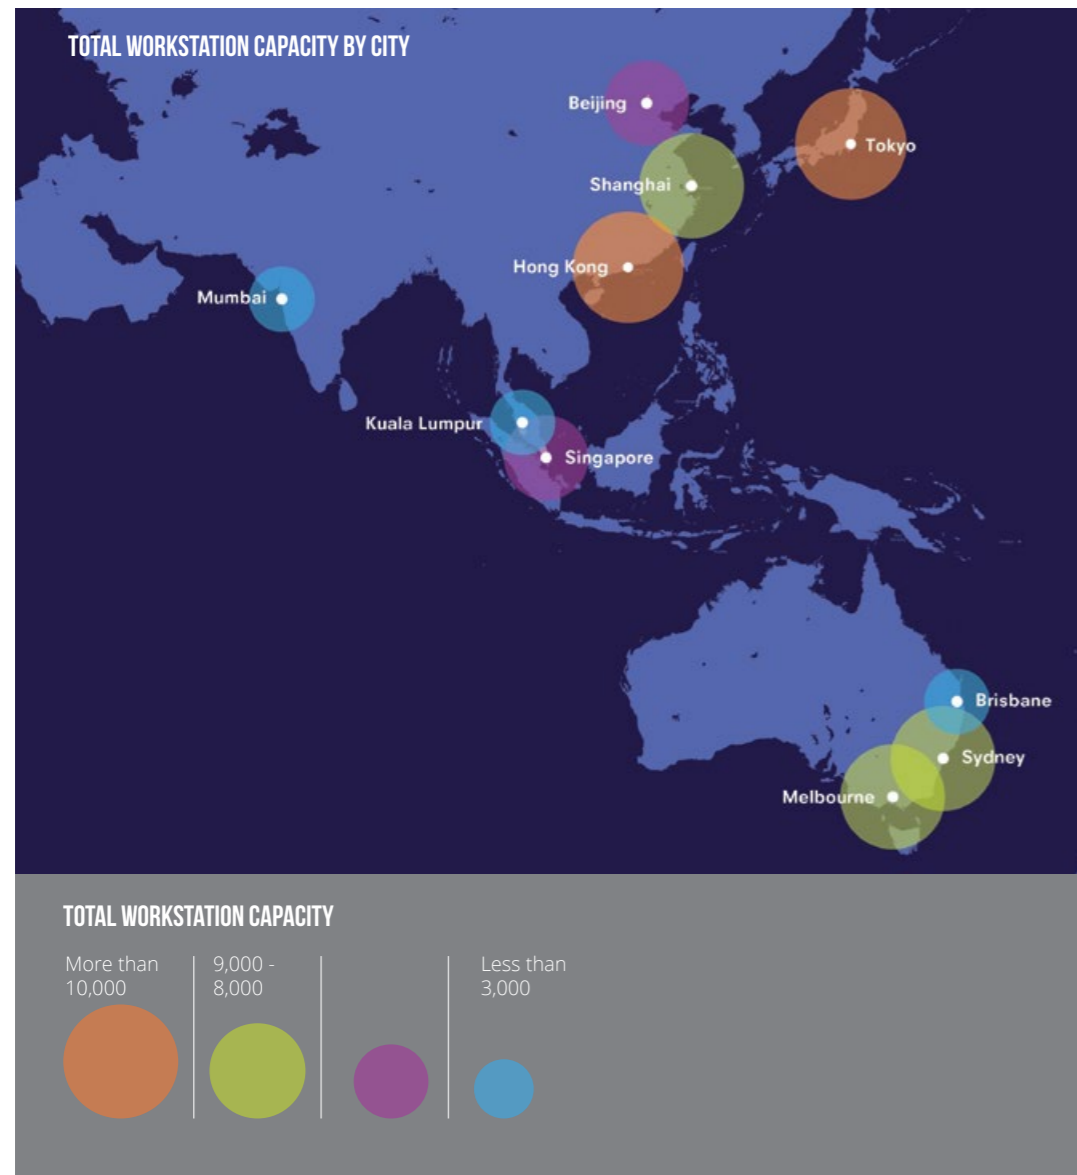 TOTAL WORKSTATION CAPACITY BY CITY
Beijing
Tokyo
Shanghai
Hong Kong
Mumbai
Kuala Lumpur
Singapore
Brisbane
Sydney
Melbourne
TOTAL WORKSTATION CAPACITY
More than
10,000
9,000 -
8,000
Less than
3,000